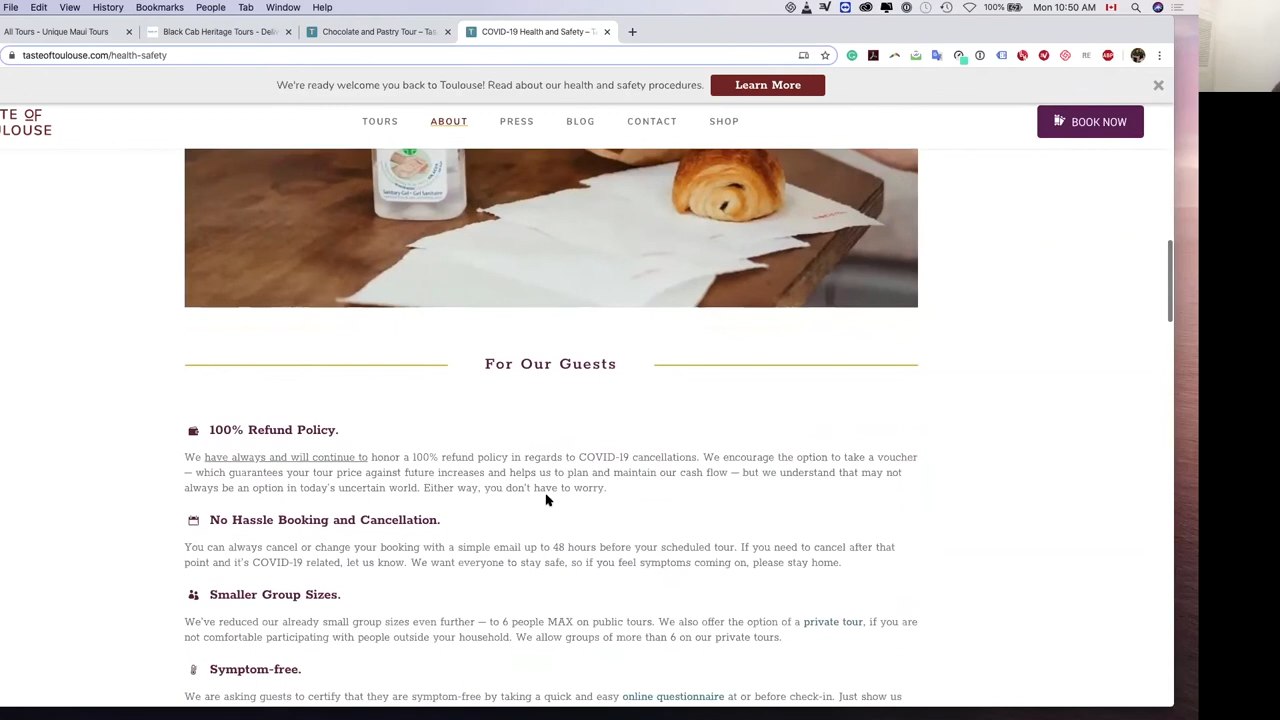 File Edit View History Bookmarks People Tab Window Help 100% Mon 10:50 AM
All Tours - Unique Maui Tours Black Cab Heritage Tours - Deliv Chocolate and Pastry Tour – Tas COVID-19 Health and Safety – Ta
tasteoftoulouse.com/health-safety
We're ready welcome you back to Toulouse! Read about our health and safety procedures. Learn More
TE OF
ULOUSE
TOURS ABOUT PRESS BLOG CONTACT SHOP BOOK NOW
For Our Guests
100% Refund Policy.
We have always and will continue to honor a 100% refund policy in regards to COVID-19 cancellations. We encourage the option to take a voucher
— which guarantees your tour price against future increases and helps us to plan and maintain our cash flow — but we understand that may not
always be an option in today's uncertain world. Either way, you don't have to worry.
No Hassle Booking and Cancellation.
You can always cancel or change your booking with a simple email up to 48 hours before your scheduled tour. If you need to cancel after that
point and it's COVID-19 related, let us know. We want everyone to stay safe, so if you feel symptoms coming on, please stay home.
Smaller Group Sizes.
We've reduced our already small group sizes even further — to 6 people MAX on public tours. We also offer the option of a private tour, if you are
not comfortable participating with people outside your household. We allow groups of more than 6 on our private tours.
Symptom-free.
We are asking guests to certify that they are symptom-free by taking a quick and easy online questionnaire at or before check-in. Just show us